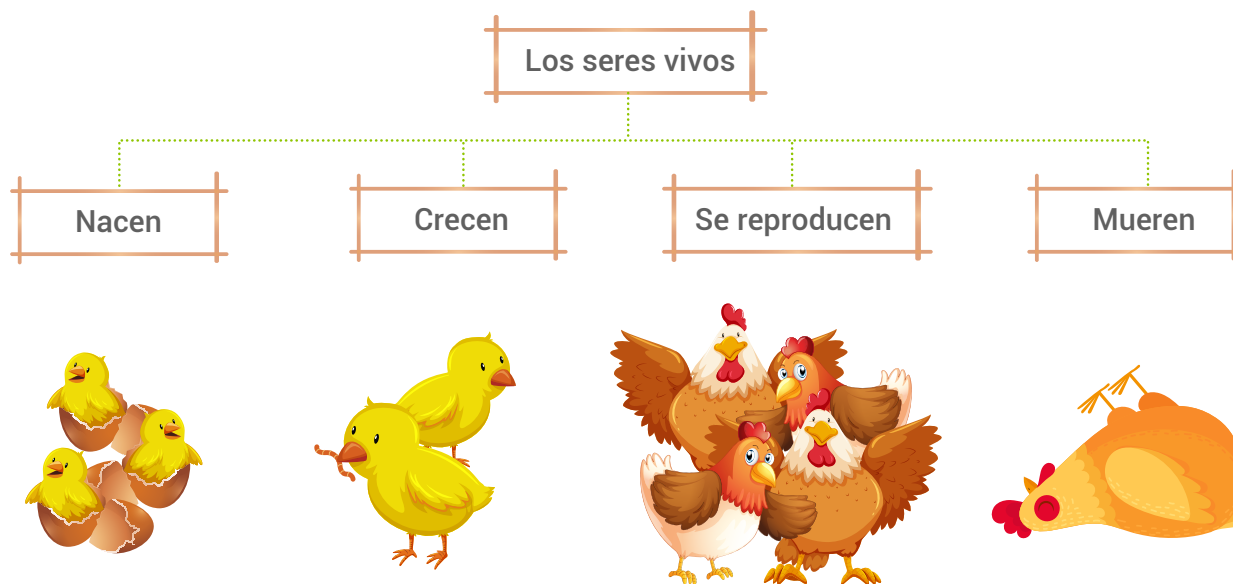 Los seres vivos
Nacen
Crecen
Se reproducen
Mueren